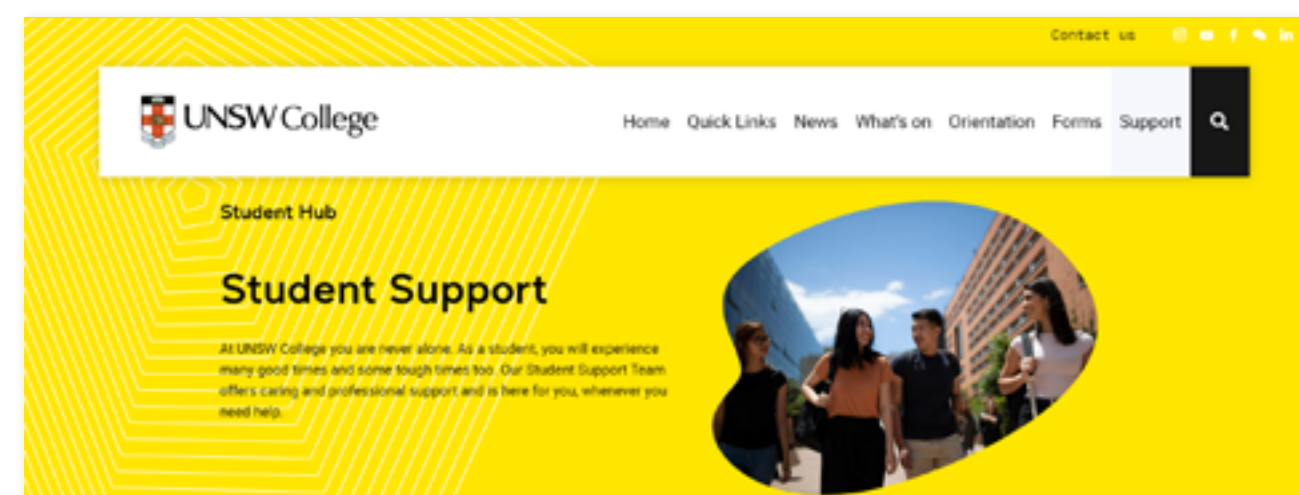 Contact us
UNSW College
Home Quick Links News What's on Orientation Forms Support
Student Hub
Student Support
At UNSW College you are never alone. As a student, you will experience
many good times and some tough times too. Our Student Support Team
offers caring and professional support and is here for you, whenever you
need help.